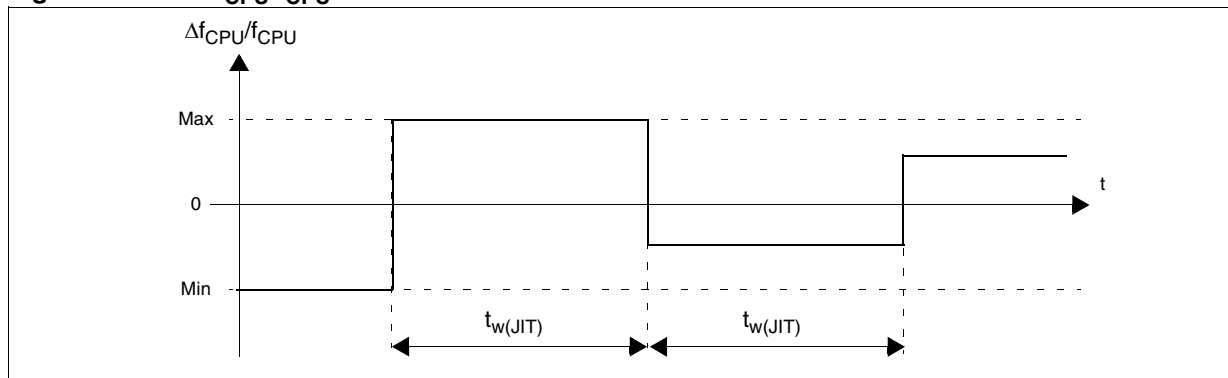 Δf_CPU/f_CPU
Max
t
0
Min
t_w(JIT)
t_w(JIT)